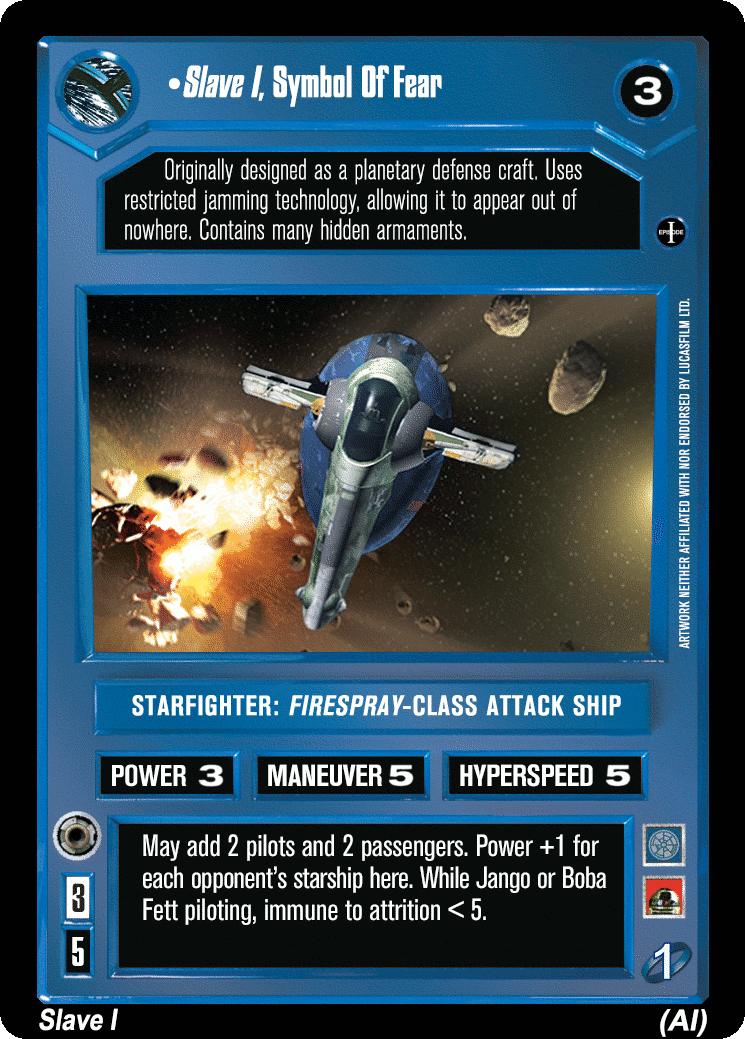 •Slave I, Symbol Of Fear
3
Originally designed as a planetary defense craft. Uses
restricted jamming technology, allowing it to appear out of
nowhere. Contains many hidden armaments.
EPISODE I
ARTWORK NEITHER AFFILIATED WITH NOR ENDORSED BY LUCASFILM LTD.
STARFIGHTER: FIRESPRAY-CLASS ATTACK SHIP
POWER 3
MANEUVER 5
HYPERSPEED 5
May add 2 pilots and 2 passengers. Power +1 for
each opponent's starship here. While Jango or Boba
Fett piloting, immune to attrition < 5.
3
5
1
Slave I
(AI)